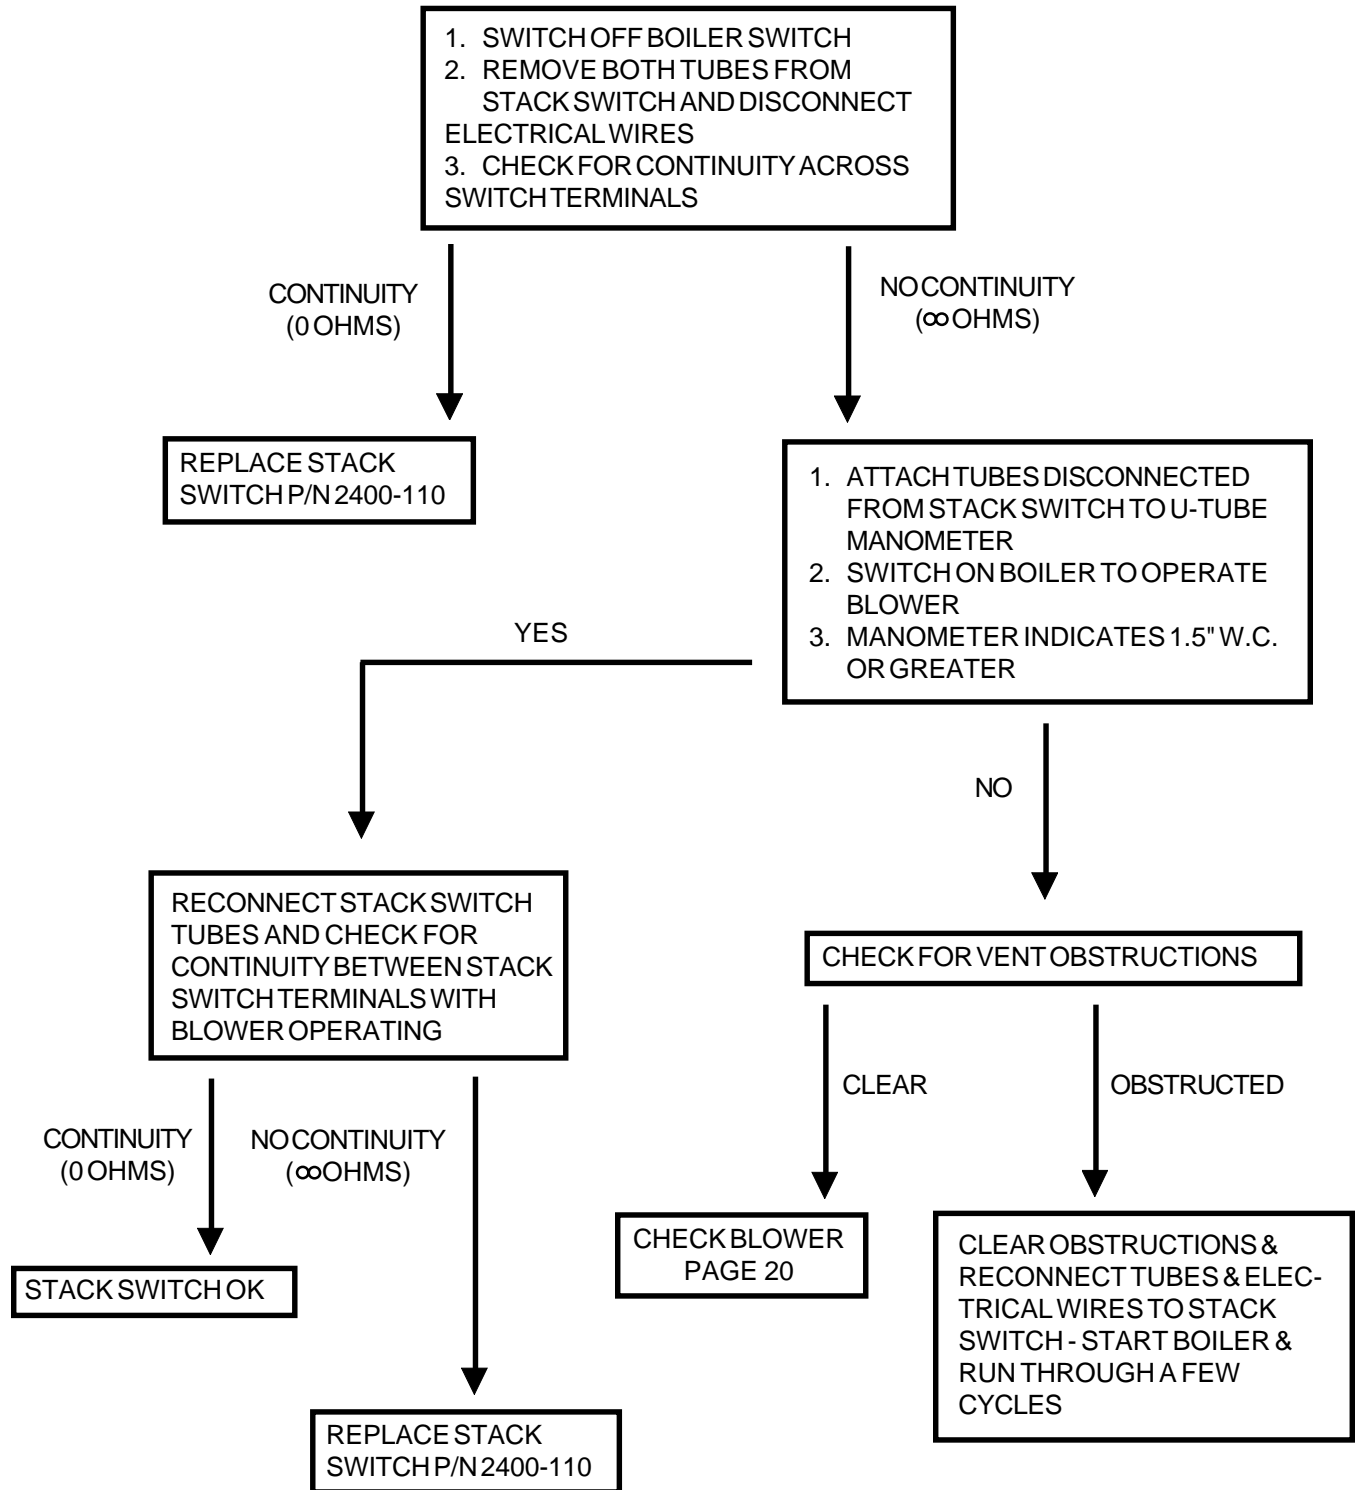 1. SWITCH OFF BOILER SWITCH
2. REMOVE BOTH TUBES FROM
STACK SWITCH AND DISCONNECT
ELECTRICAL WIRES
3. CHECK FOR CONTINUITY ACROSS
SWITCH TERMINALS
CONTINUITY
(0 OHMS)
NO CONTINUITY
(∞ OHMS)
REPLACE STACK
SWITCH P/N 2400-110
1. ATTACH TUBES DISCONNECTED
FROM STACK SWITCH TO U-TUBE
MANOMETER
2. SWITCH ON BOILER TO OPERATE
BLOWER
3. MANOMETER INDICATES 1.5" W.C.
OR GREATER
YES
NO
RECONNECT STACK SWITCH
TUBES AND CHECK FOR
CONTINUITY BETWEEN STACK
SWITCH TERMINALS WITH
BLOWER OPERATING
CHECK FOR VENT OBSTRUCTIONS
CONTINUITY
(0 OHMS)
NO CONTINUITY
(∞ OHMS)
CLEAR
OBSTRUCTED
STACK SWITCH OK
REPLACE STACK
SWITCH P/N 2400-110
CHECK BLOWER
PAGE 20
CLEAR OBSTRUCTIONS &
RECONNECT TUBES & ELEC-
TRICAL WIRES TO STACK
SWITCH - START BOILER &
RUN THROUGH A FEW
CYCLES